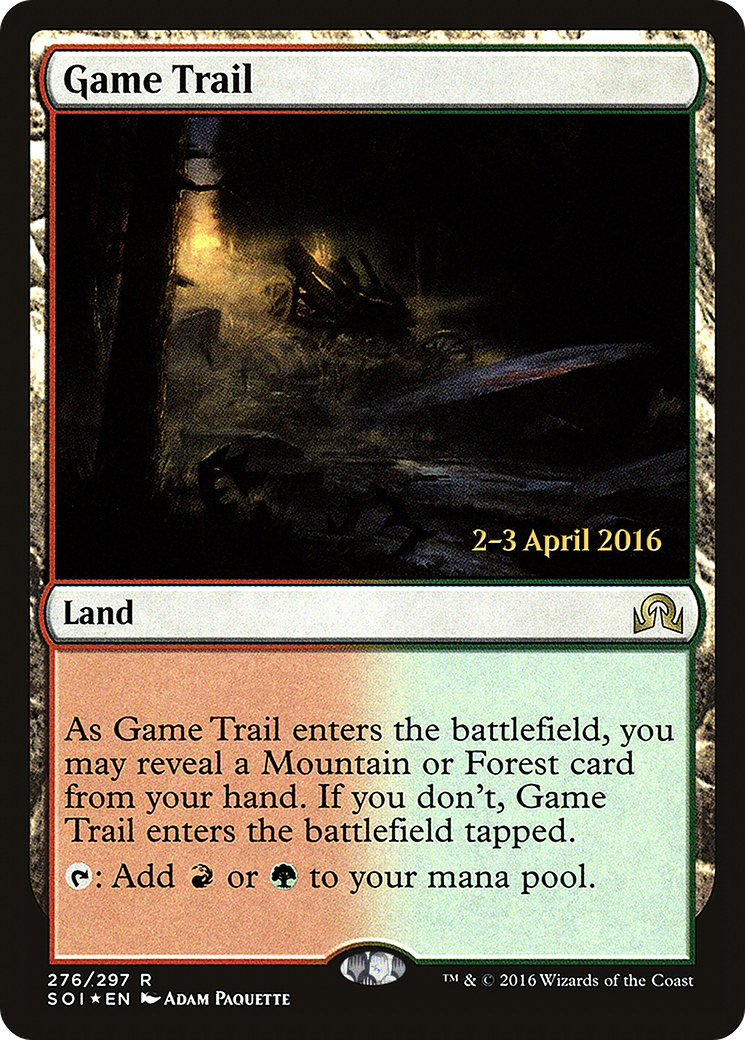 Game Trail
2–3 April 2016
Land
As Game Trail enters the battlefield, you
may reveal a Mountain or Forest card
from your hand. If you don't, Game
Trail enters the battlefield tapped.
: Add or to your mana pool.
276/297 R
SOI★EN Adam Paquette
™ & © 2016 Wizards of the Coast